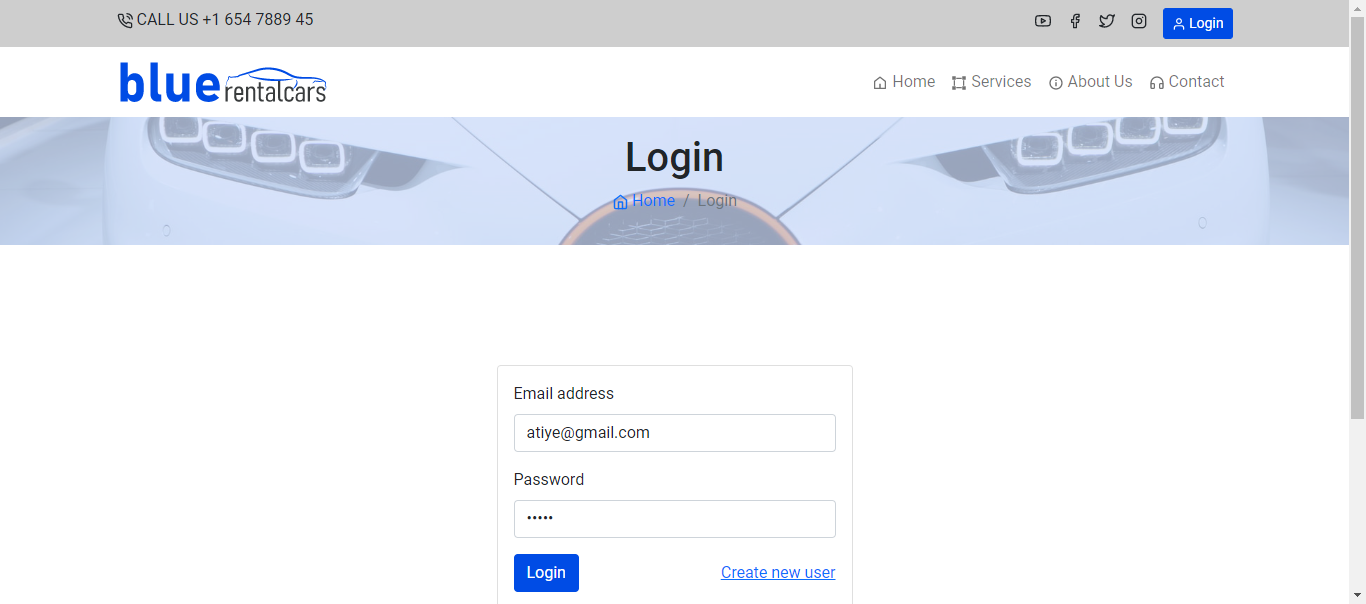 CALL US +1 654 7889 45
Login
blue rentalcars
Home Services About Us Contact
Login
Home / Login
Email address
atiye@gmail.com
Password
•••••
Login Create new user